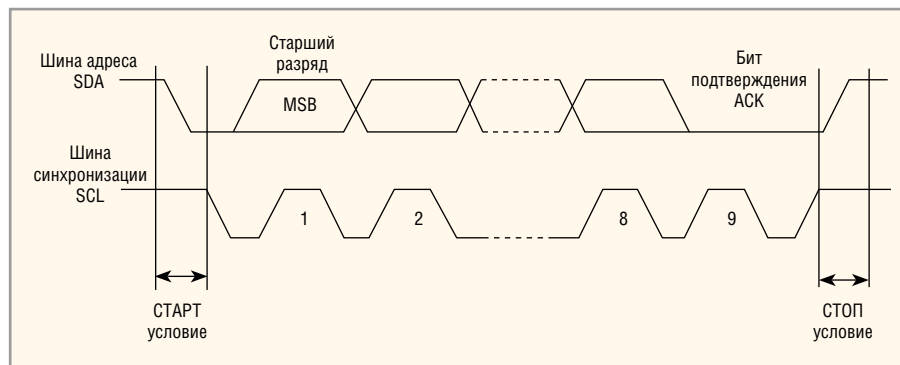 Шина адреса
SDA
Старший
разряд
MSB
Бит
подтверждения
ACK
Шина
синхронизации
SCL
1
2
8
9
СТАРТ
условие
СТОП
условие